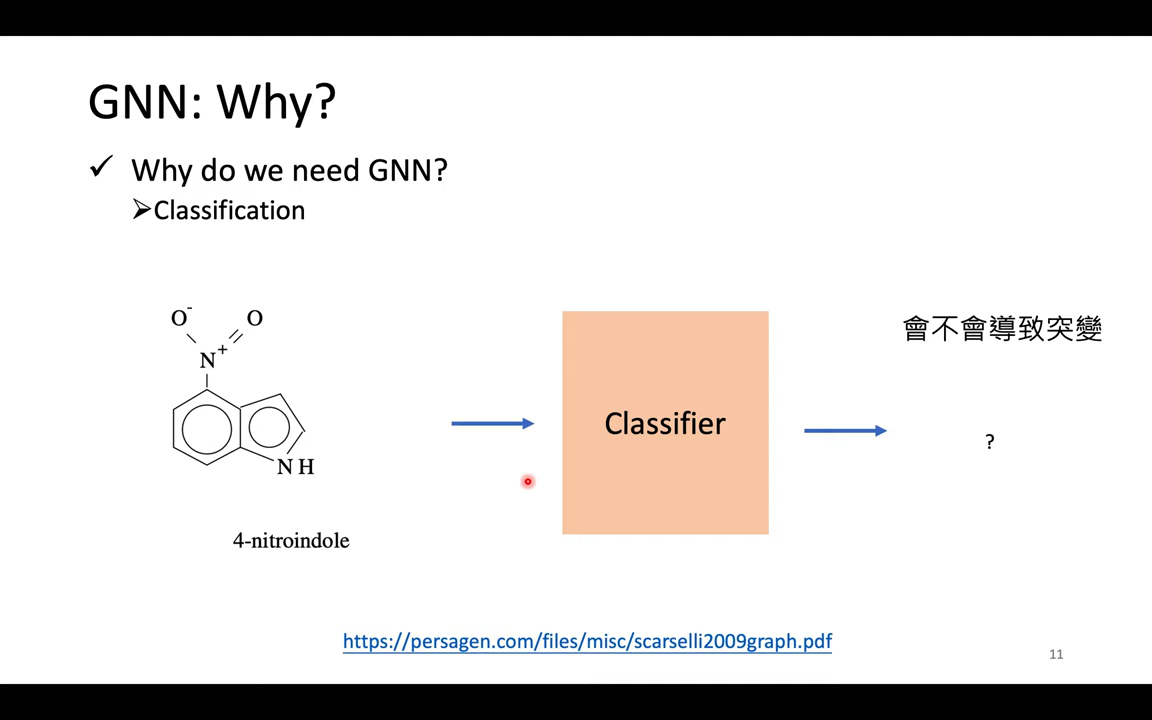 GNN: Why?
✓ Why do we need GNN?
➢Classification
O- O
N+
N H
4-nitroindole
Classifier
會不會導致突變
?
https://persagen.com/files/misc/scarselli2009graph.pdf
11